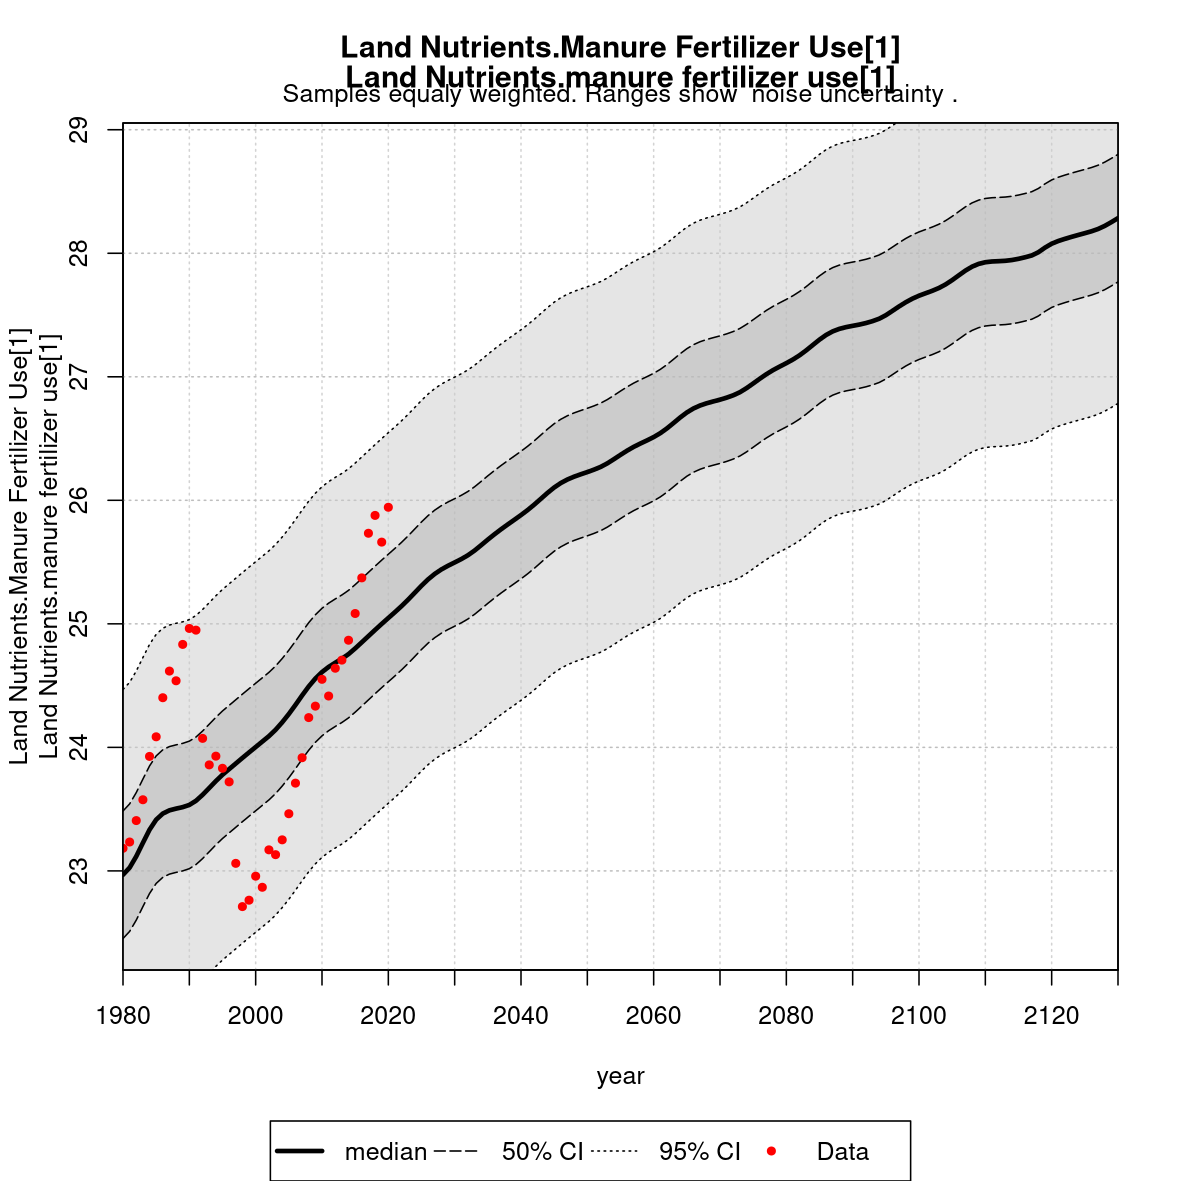 Land Nutrients.Manure Fertilizer Use[1]
Land Nutrients.manure fertilizer use[1]
Samples equaly weighted. Ranges show  noise uncertainty .
Land Nutrients.Manure Fertilizer Use[1]
Land Nutrients.manure fertilizer use[1]
29
28
27
26
25
24
23
1980 2000 2020 2040 2060 2080 2100 2120
year
median 50% CI 95% CI Data